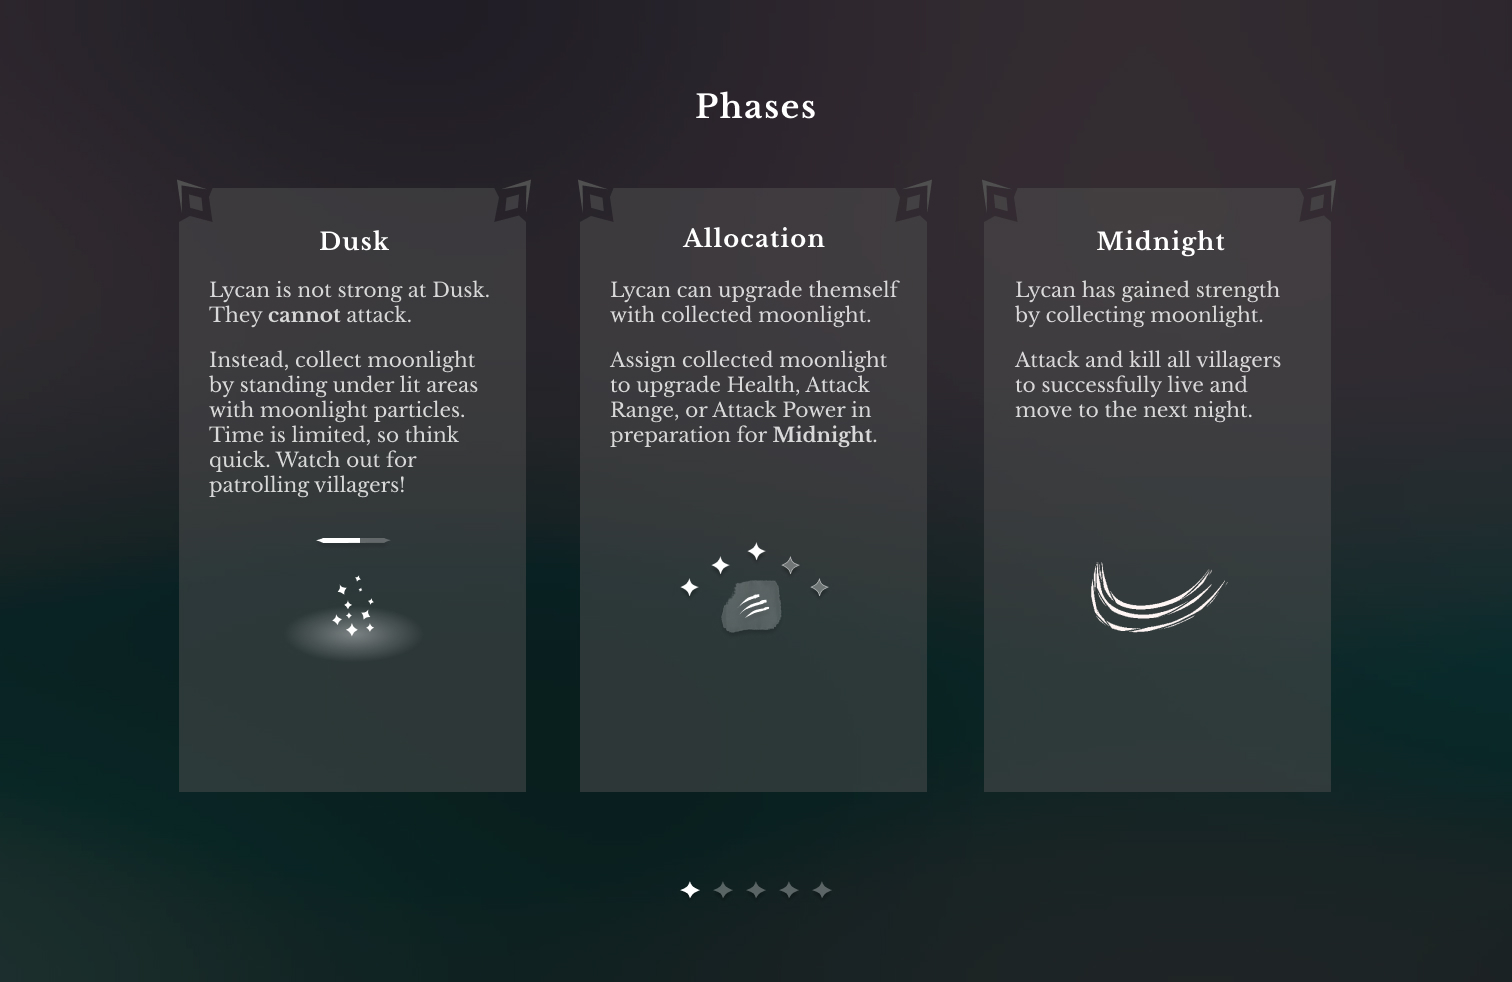 Phases
Dusk
Lycan is not strong at Dusk.
They cannot attack.
Instead, collect moonlight
by standing under lit areas
with moonlight particles.
Time is limited, so think
quick. Watch out for
patrolling villagers!
Allocation
Lycan can upgrade themself
with collected moonlight.
Assign collected moonlight
to upgrade Health, Attack
Range, or Attack Power in
preparation for Midnight.
Midnight
Lycan has gained strength
by collecting moonlight.
Attack and kill all villagers
to successfully live and
move to the next night.